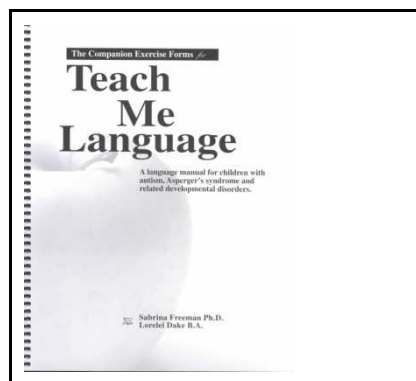 The Companion Exercise Forms for
Teach
Me
Language
A language manual for children with
autism, Asperger's syndrome and
related developmental disorders.
Sabrina Freeman Ph.D.
Lorelei Dake B.A.